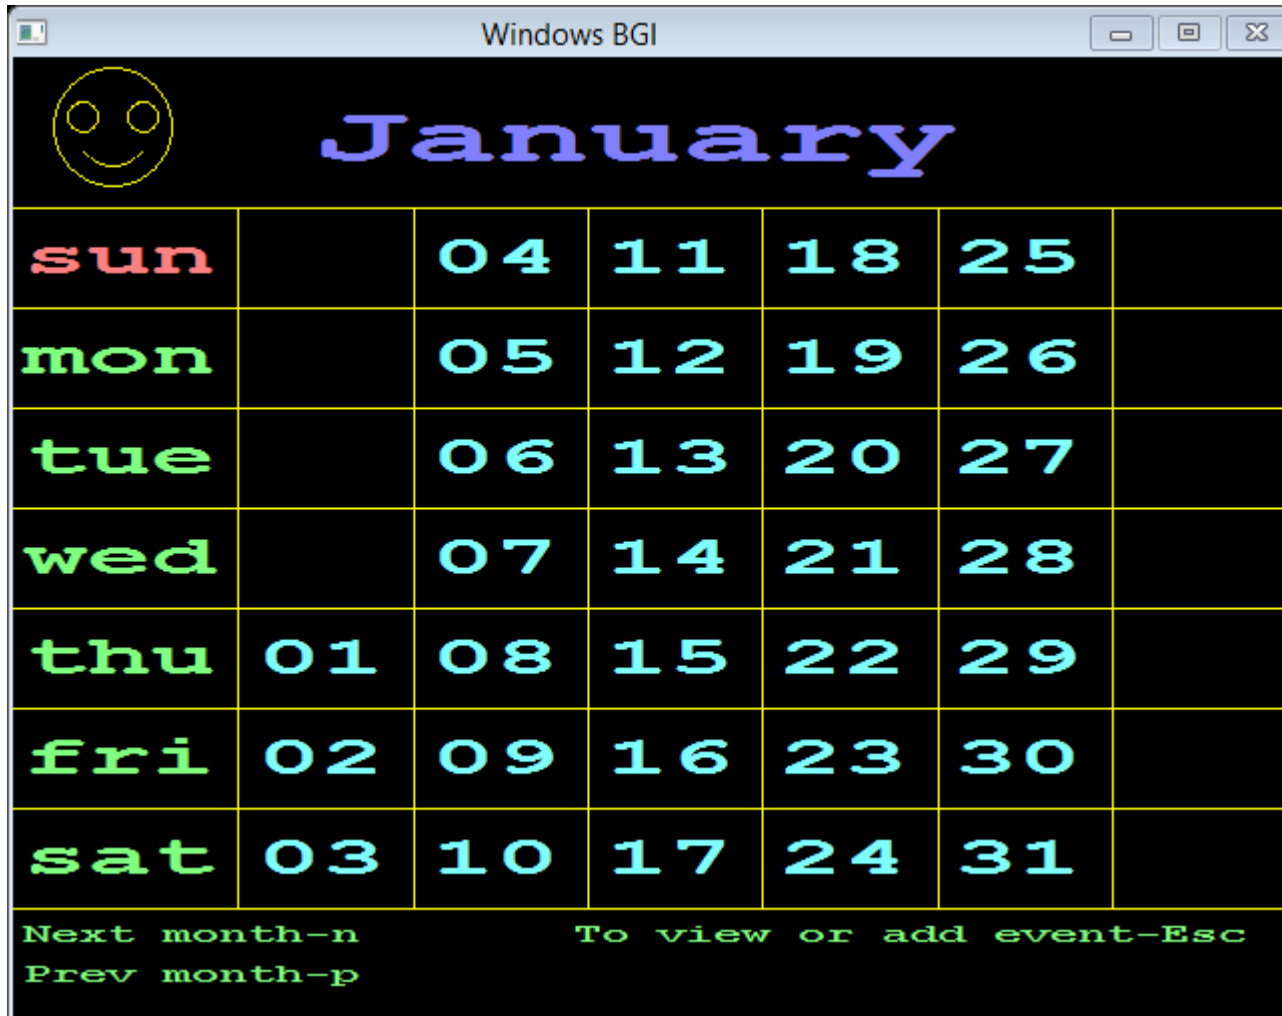 Windows BGI
January
sun 04 11 18 25
mon 05 12 19 26
tue 06 13 20 27
wed 07 14 21 28
thu 01 08 15 22 29
fri 02 09 16 23 30
sat 03 10 17 24 31
Next month-n To view or add event-Esc
Prev month-p